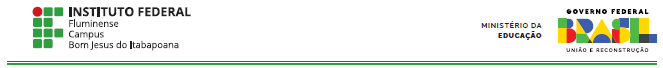 INSTITUTO FEDERAL
Fluminense
Campus
Bom Jesus do Itabapoana
MINISTÉRIO DA
EDUCAÇÃO
GOVERNO FEDERAL
BRASIL
UNIÃO E RECONSTRUÇÃO